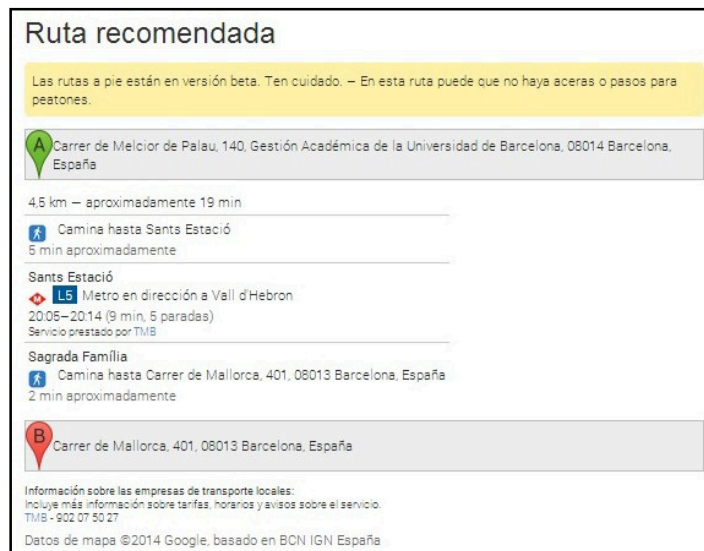 Ruta recomendada
Las rutas a pie están en versión beta. Ten cuidado. – En esta ruta puede que no haya aceras o pasos para
peatones.
A
Carrer de Melcior de Palau, 140, Gestión Académica de la Universidad de Barcelona, 08014 Barcelona,
España
4,5 km – aproximadamente 19 min
Camina hasta Sants Estació
5 min aproximadamente
Sants Estació
M L5 Metro en dirección a Vall d'Hebron
20:05–20:14 (9 min, 5 paradas)
Servicio prestado por TMB
Sagrada Família
Camina hasta Carrer de Mallorca, 401, 08013 Barcelona, España
2 min aproximadamente
B
Carrer de Mallorca, 401, 08013 Barcelona, España
Información sobre las empresas de transporte locales:
Incluye más información sobre tarifas, horarios y avisos sobre el servicio.
TMB - 902 07 50 27
Datos de mapa ©2014 Google, basado en BCN IGN España